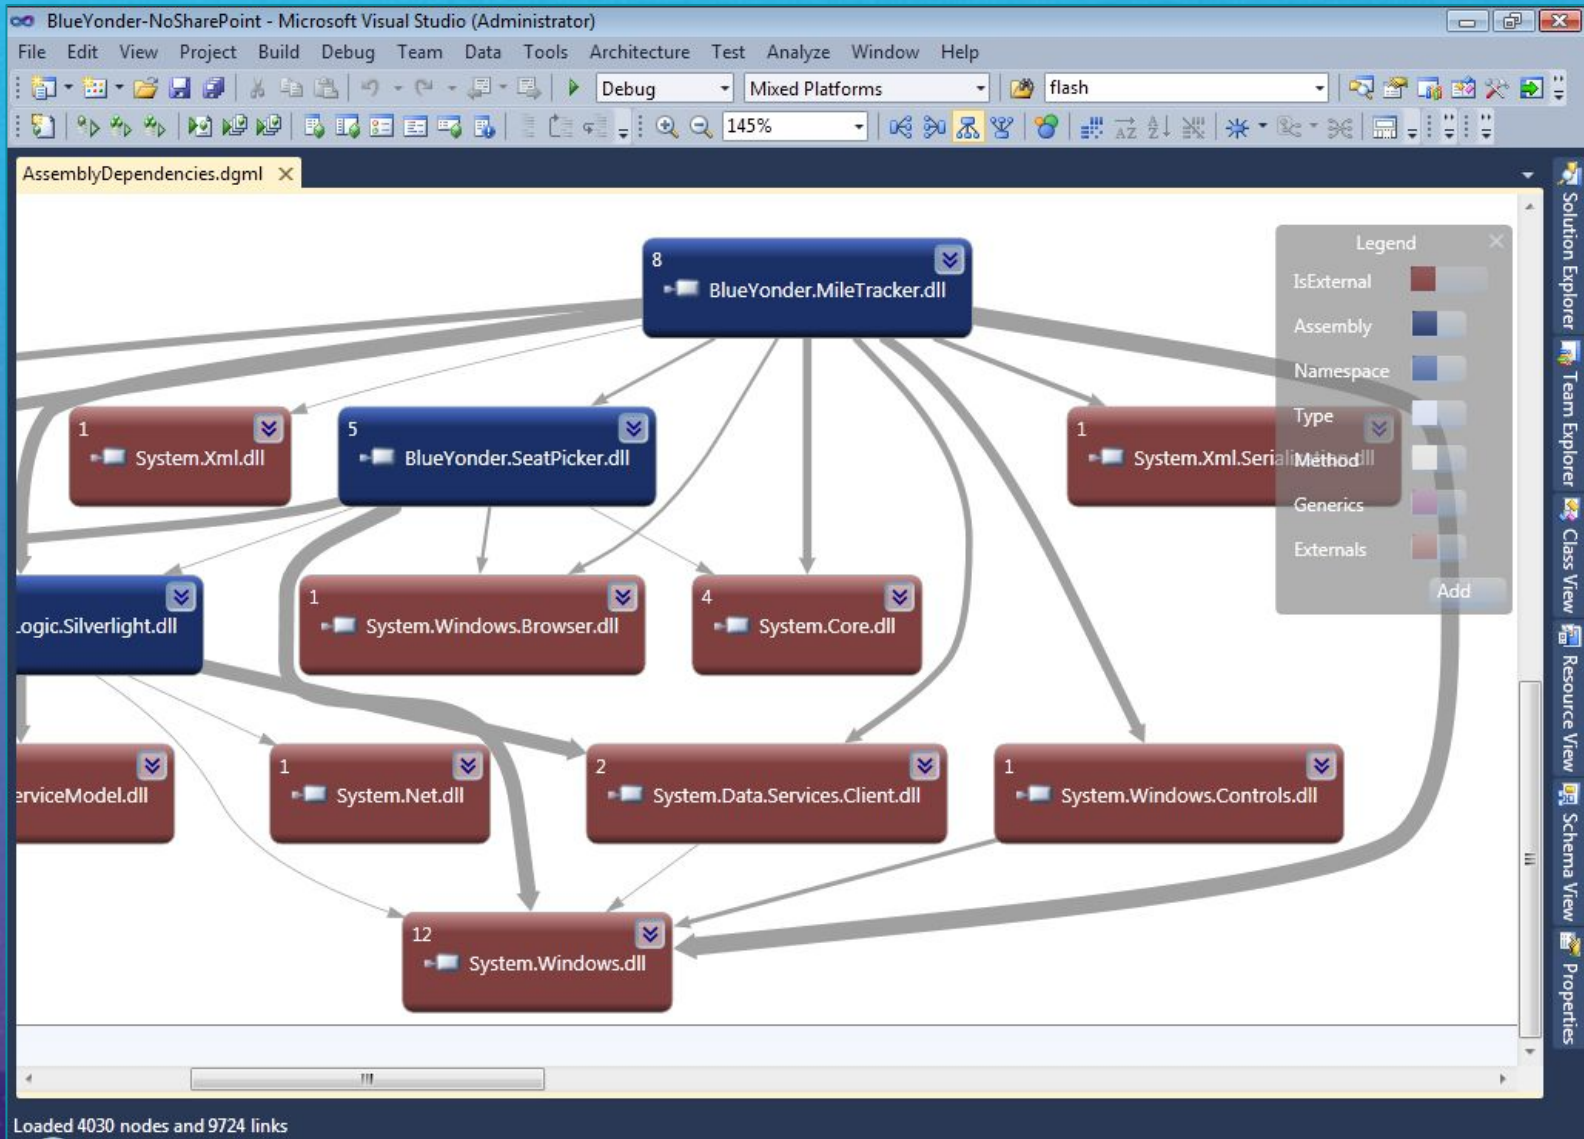 BlueYonder-NoSharePoint - Microsoft Visual Studio (Administrator)
File Edit View Project Build Debug Team Data Tools Architecture Test Analyze Window Help
Debug Mixed Platforms flash
145%
AssemblyDependencies.dgml
8
BlueYonder.MileTracker.dll
Legend
IsExternal
Assembly
Namespace
Type
Method
Generics
Externals
Add
1
System.Xml.dll
5
BlueYonder.SeatPicker.dll
1
System.Xml.Seriali
ll
Logic.Silverlight.dll
1
System.Windows.Browser.dll
4
System.Core.dll
erviceModel.dll
1
System.Net.dll
2
System.Data.Services.Client.dll
1
System.Windows.Controls.dll
12
System.Windows.dll
Solution Explorer
Team Explorer
Class View
Resource View
Schema View
Properties
Loaded 4030 nodes and 9724 links